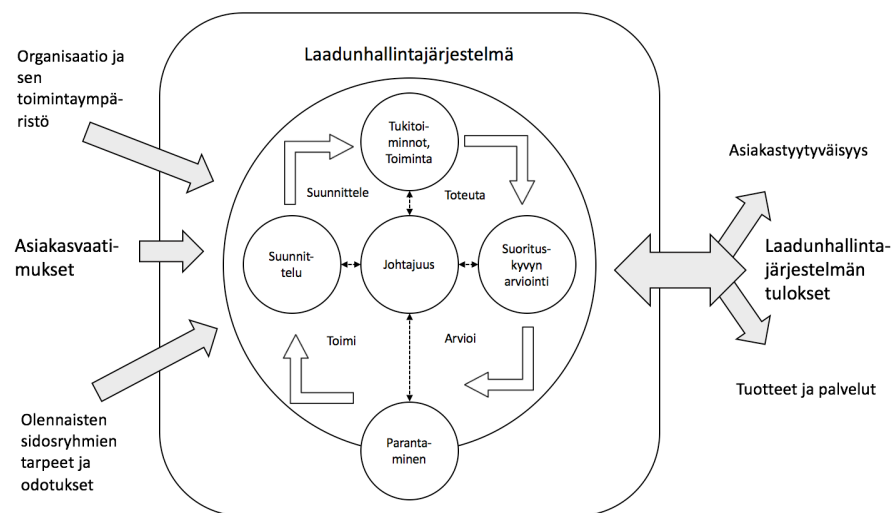 Organisaatio ja
sen
toimintaympä-
ristö
Laadunhallintajärjestelmä
Tukitoi-
minnot,
Toiminta
Suunnittele
Toteuta
Asiakastyytyväisyys
Asiakasvaati-
mukset
Suunnit-
telu
Johtajuus
Suoritus-
kyvyn
arviointi
Laadunhallinta-
järjestelmän
tulokset
Toimi
Arvioi
Tuotteet ja palvelut
Olennaisten
sidosryhmien
tarpeet ja
odotukset
Paranta-
minen